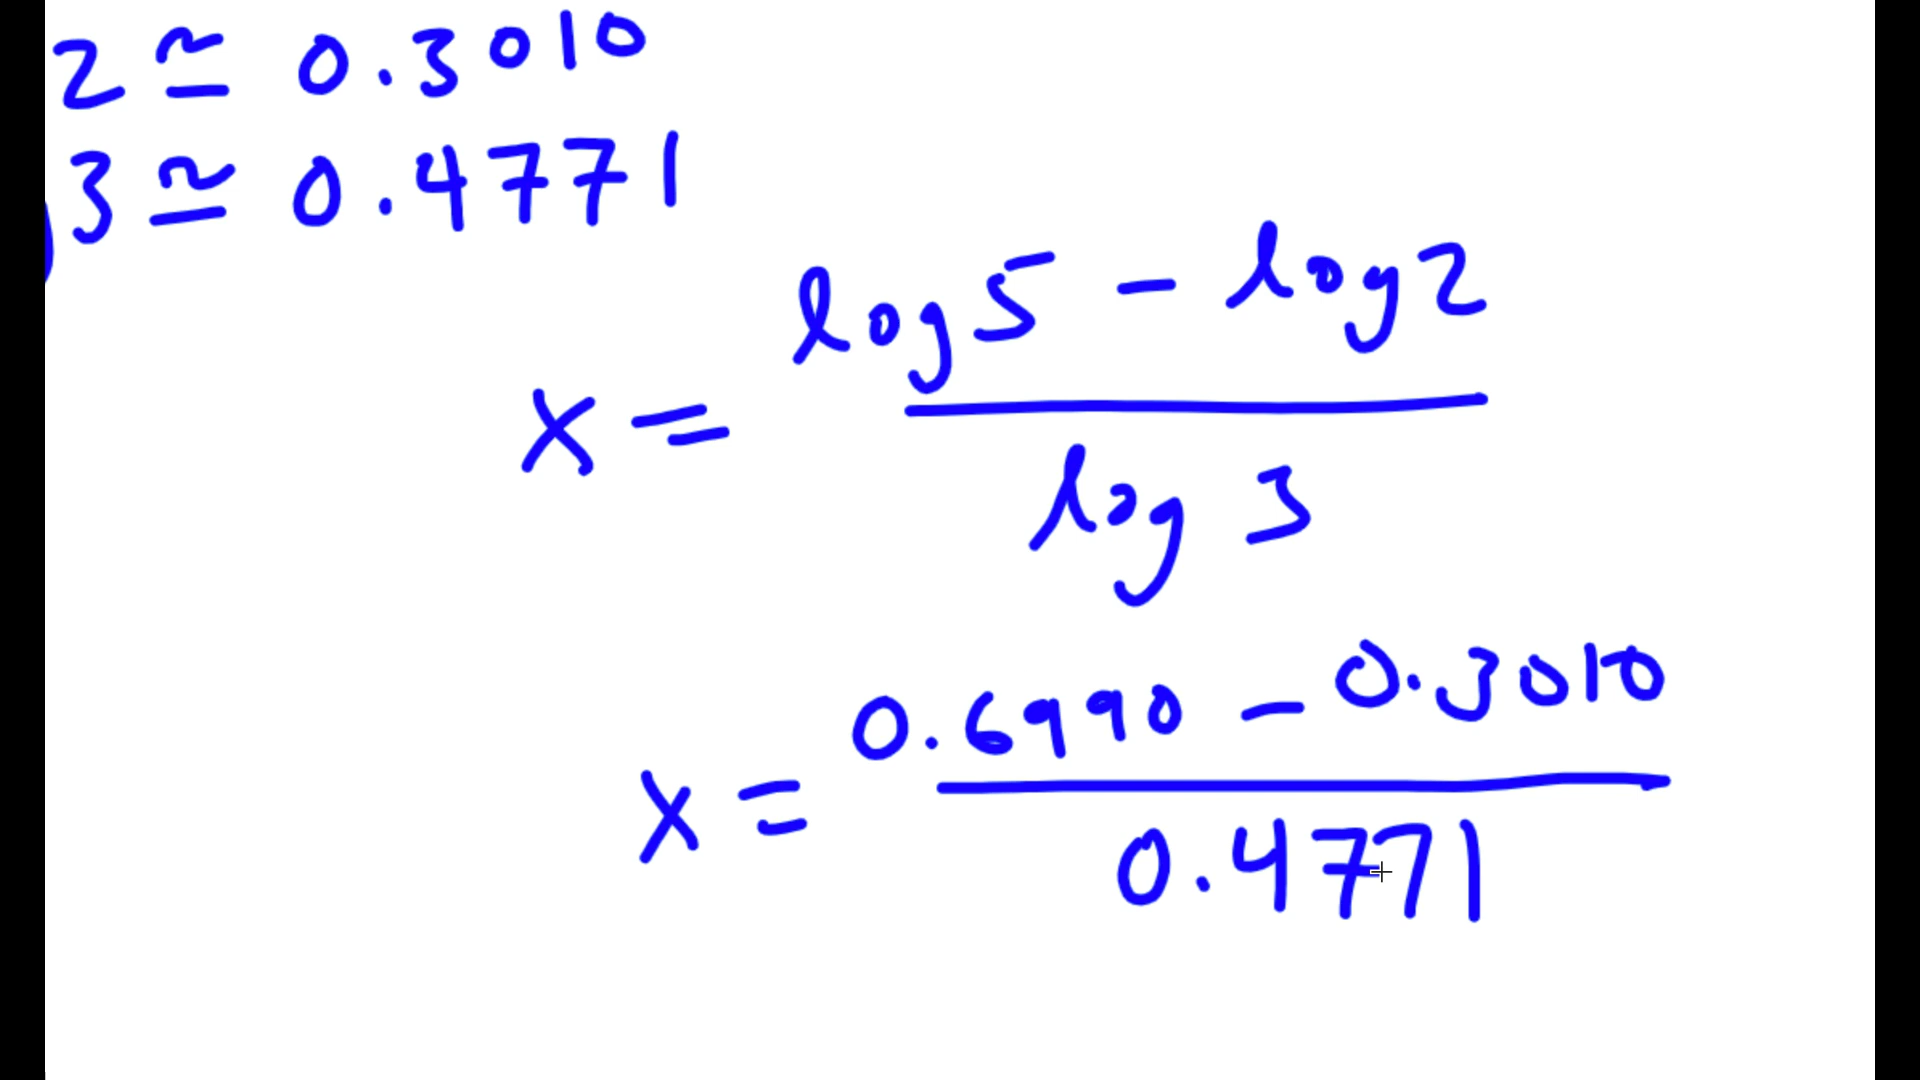 2 ≃ 0.3010
) 3 ≃ 0.4771
log5 - log2
x =
log 3
0.6990 - 0.3010
x =
0.4771